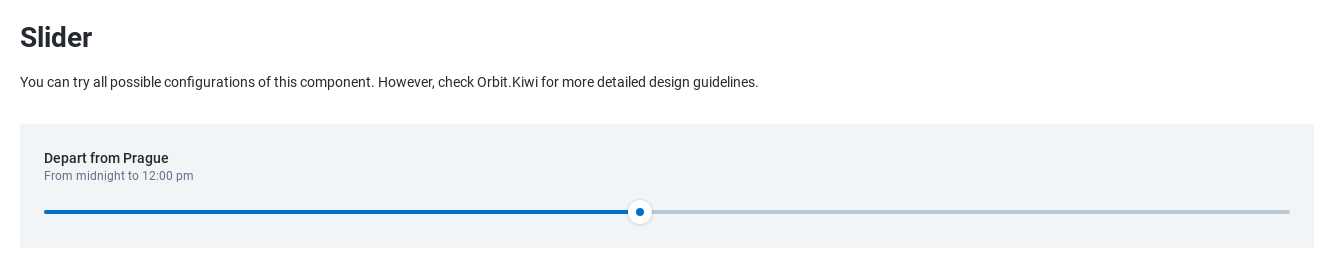 Slider
You can try all possible configurations of this component. However, check Orbit.Kiwi for more detailed design guidelines.
Depart from Prague
From midnight to 12:00 pm